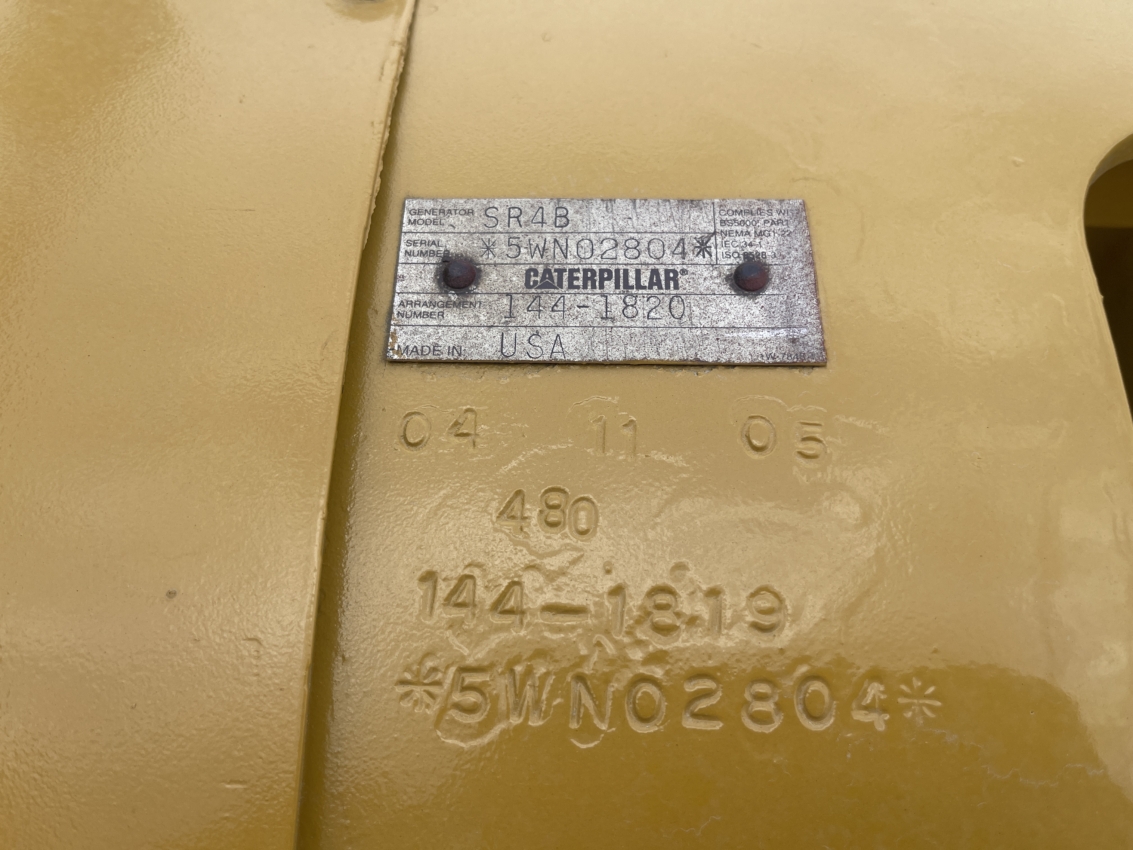 GENERATOR MODEL SR4B
SERIAL NUMBER *5WN02804*
COMPLIES
NEMA MG1-22
IEC 34-1
CATERPILLAR®
ARRANGEMENT NUMBER 144-1820
MADE IN USA
04 11 05
480
144-1819
*5WN02804*